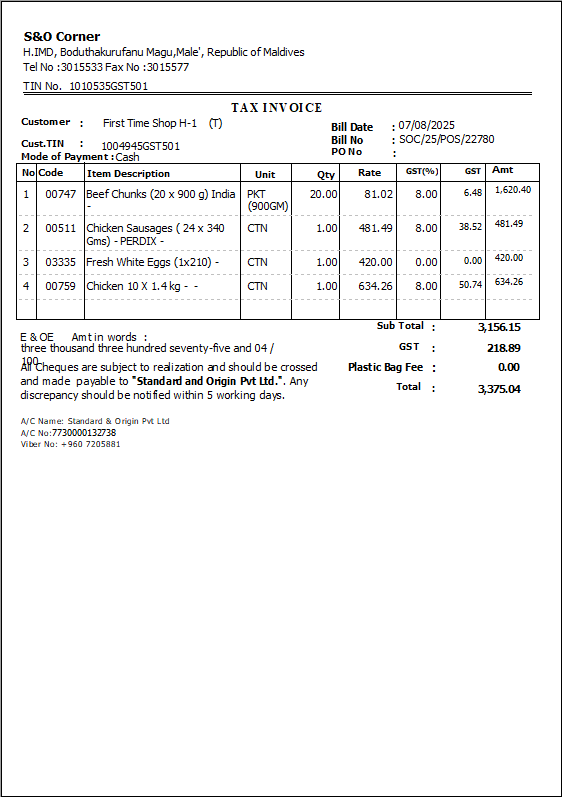 S&O Corner
H.IMD, Boduthakurufanu Magu,Male', Republic of Maldives
Tel No :3015533 Fax No :3015577
TIN No. 1010535GST501
TAX INVOICE
Customer : First Time Shop H-1 (T)
Cust.TIN : 1004945GST501
Mode of Payment : Cash
Bill Date : 07/08/2025
Bill No : SOC/25/POS/22780
PO No :
No Code Item Description Unit Qty Rate GST(%) GST Amt
1 00747 Beef Chunks (20 x 900 g) India PKT 20.00 81.02 8.00 6.48 1,620.40
- (900GM)
2 00511 Chicken Sausages ( 24 x 340 CTN 1.00 481.49 8.00 38.52 481.49
Gms) - PERDIX -
3 03335 Fresh White Eggs (1x210) - CTN 1.00 420.00 0.00 0.00 420.00
4 00759 Chicken 10 X 1.4 kg - - CTN 1.00 634.26 8.00 50.74 634.26
Sub Total : 3,156.15
GST : 218.89
Plastic Bag Fee : 0.00
Total : 3,375.04
E & OE Amt in words :
three thousand three hundred seventy-five and 04 /
100
All Cheques are subject to realization and should be crossed
and made payable to "Standard and Origin Pvt Ltd.". Any
discrepancy should be notified within 5 working days.
A/C Name: Standard & Origin Pvt Ltd
A/C No:7730000132738
Viber No: +960 7205881